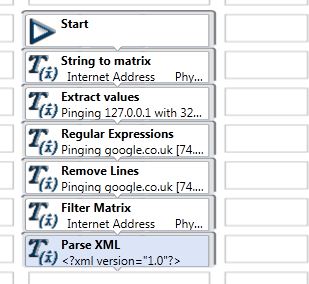 Start
String to matrix
Internet Address Phy...
Extract values
Pinging 127.0.0.1 with 32...
Regular Expressions
Pinging google.co.uk [74....
Remove Lines
Pinging google.co.uk [74....
Filter Matrix
Internet Address Phy...
Parse XML
<?xml version="1.0"?>